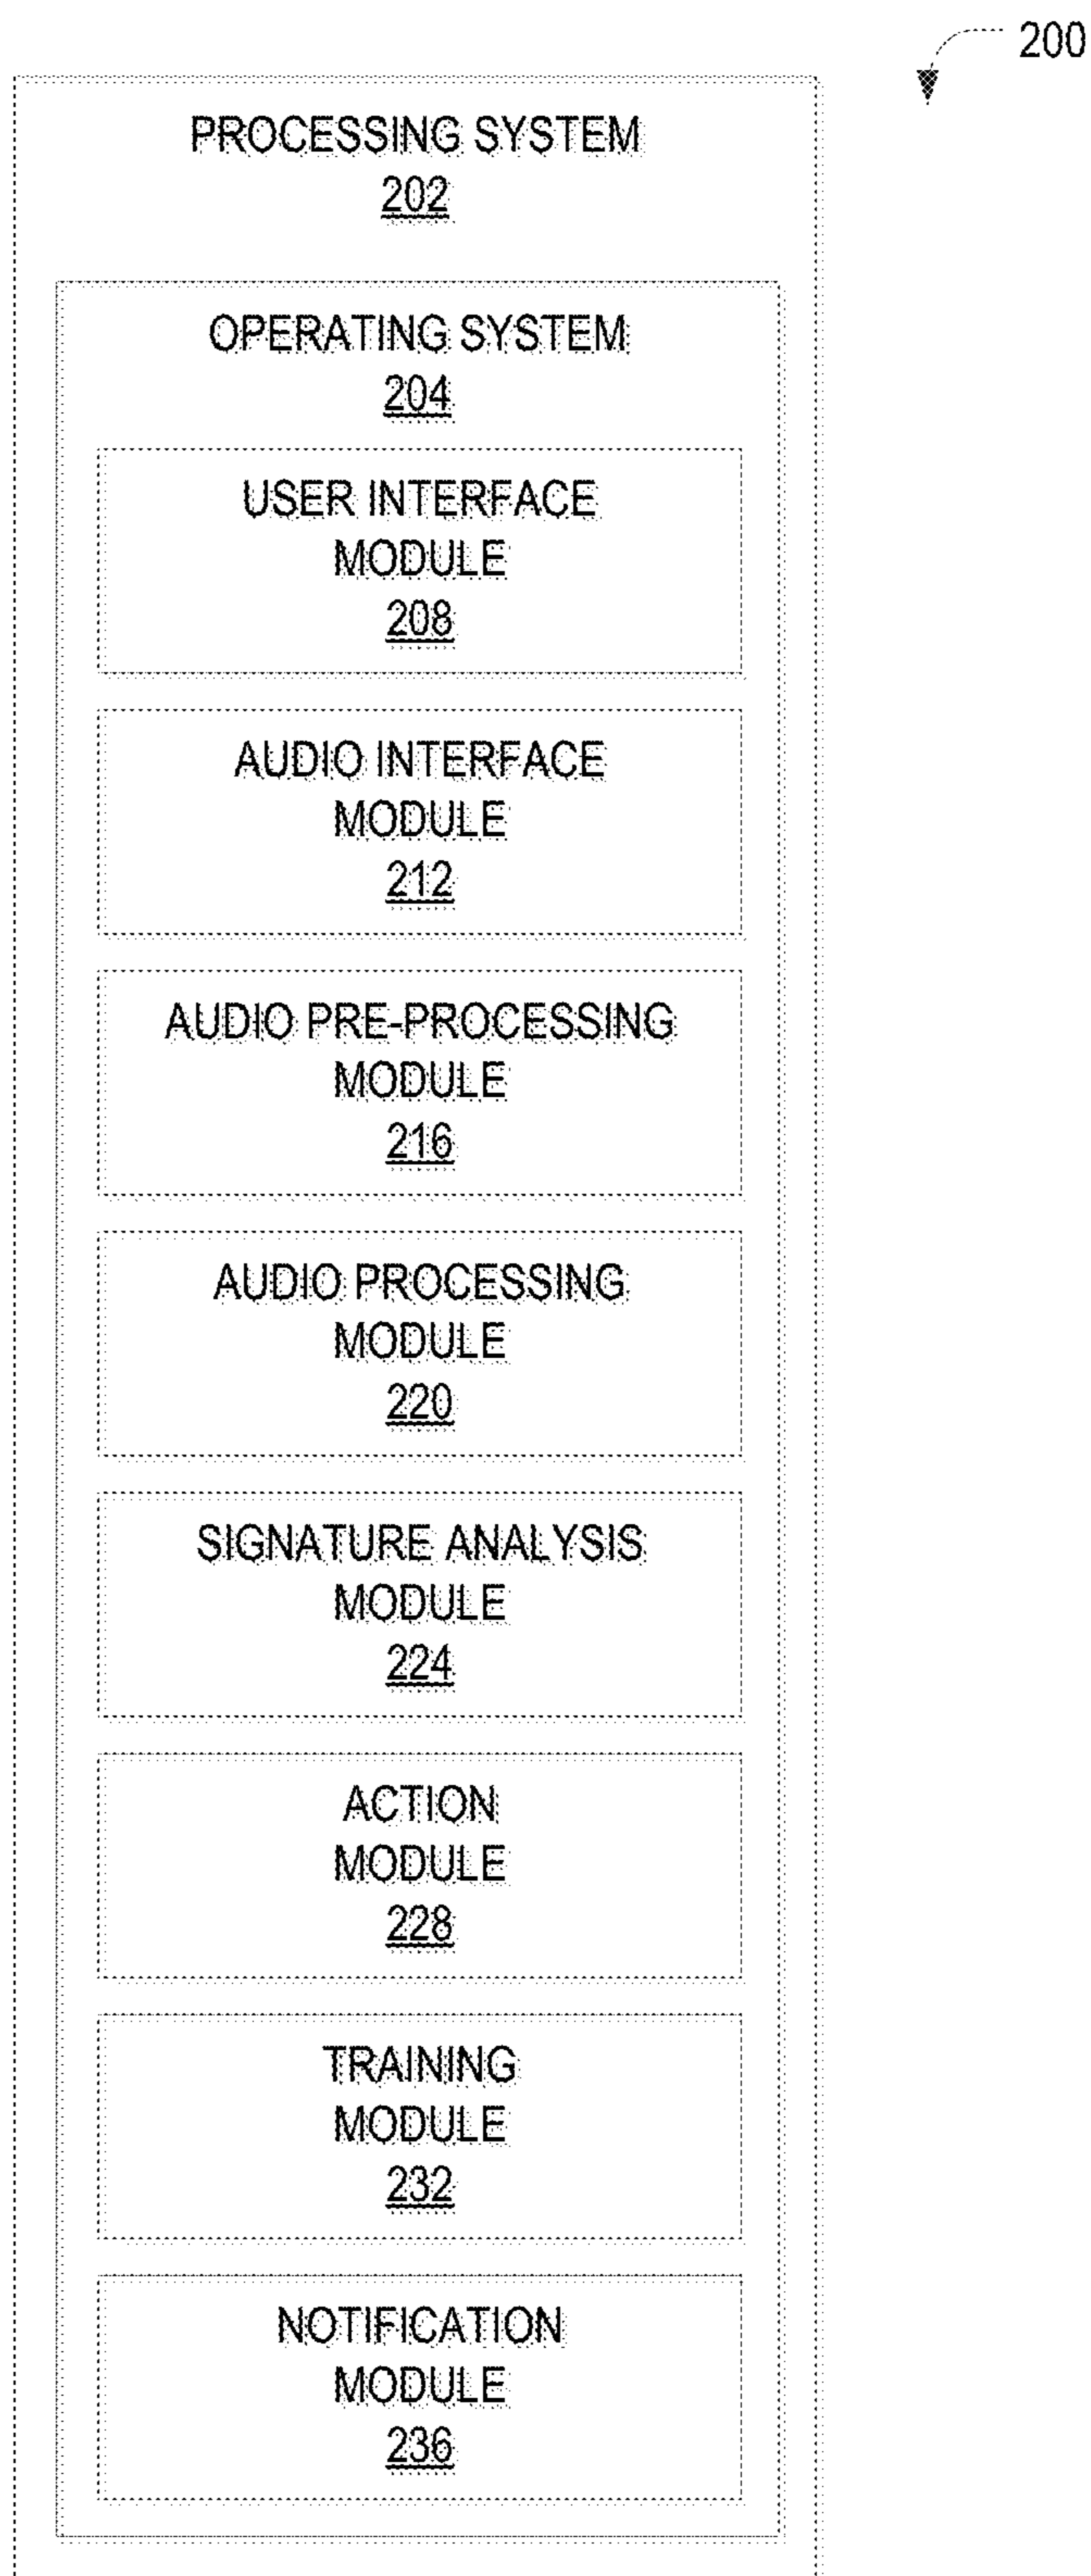 200
PROCESSING SYSTEM
202
OPERATING SYSTEM
204
USER INTERFACE
MODULE
208
AUDIO INTERFACE
MODULE
212
AUDIO PRE-PROCESSING
MODULE
216
AUDIO PROCESSING
MODULE
220
SIGNATURE ANALYSIS
MODULE
224
ACTION
MODULE
228
TRAINING
MODULE
232
NOTIFICATION
MODULE
236